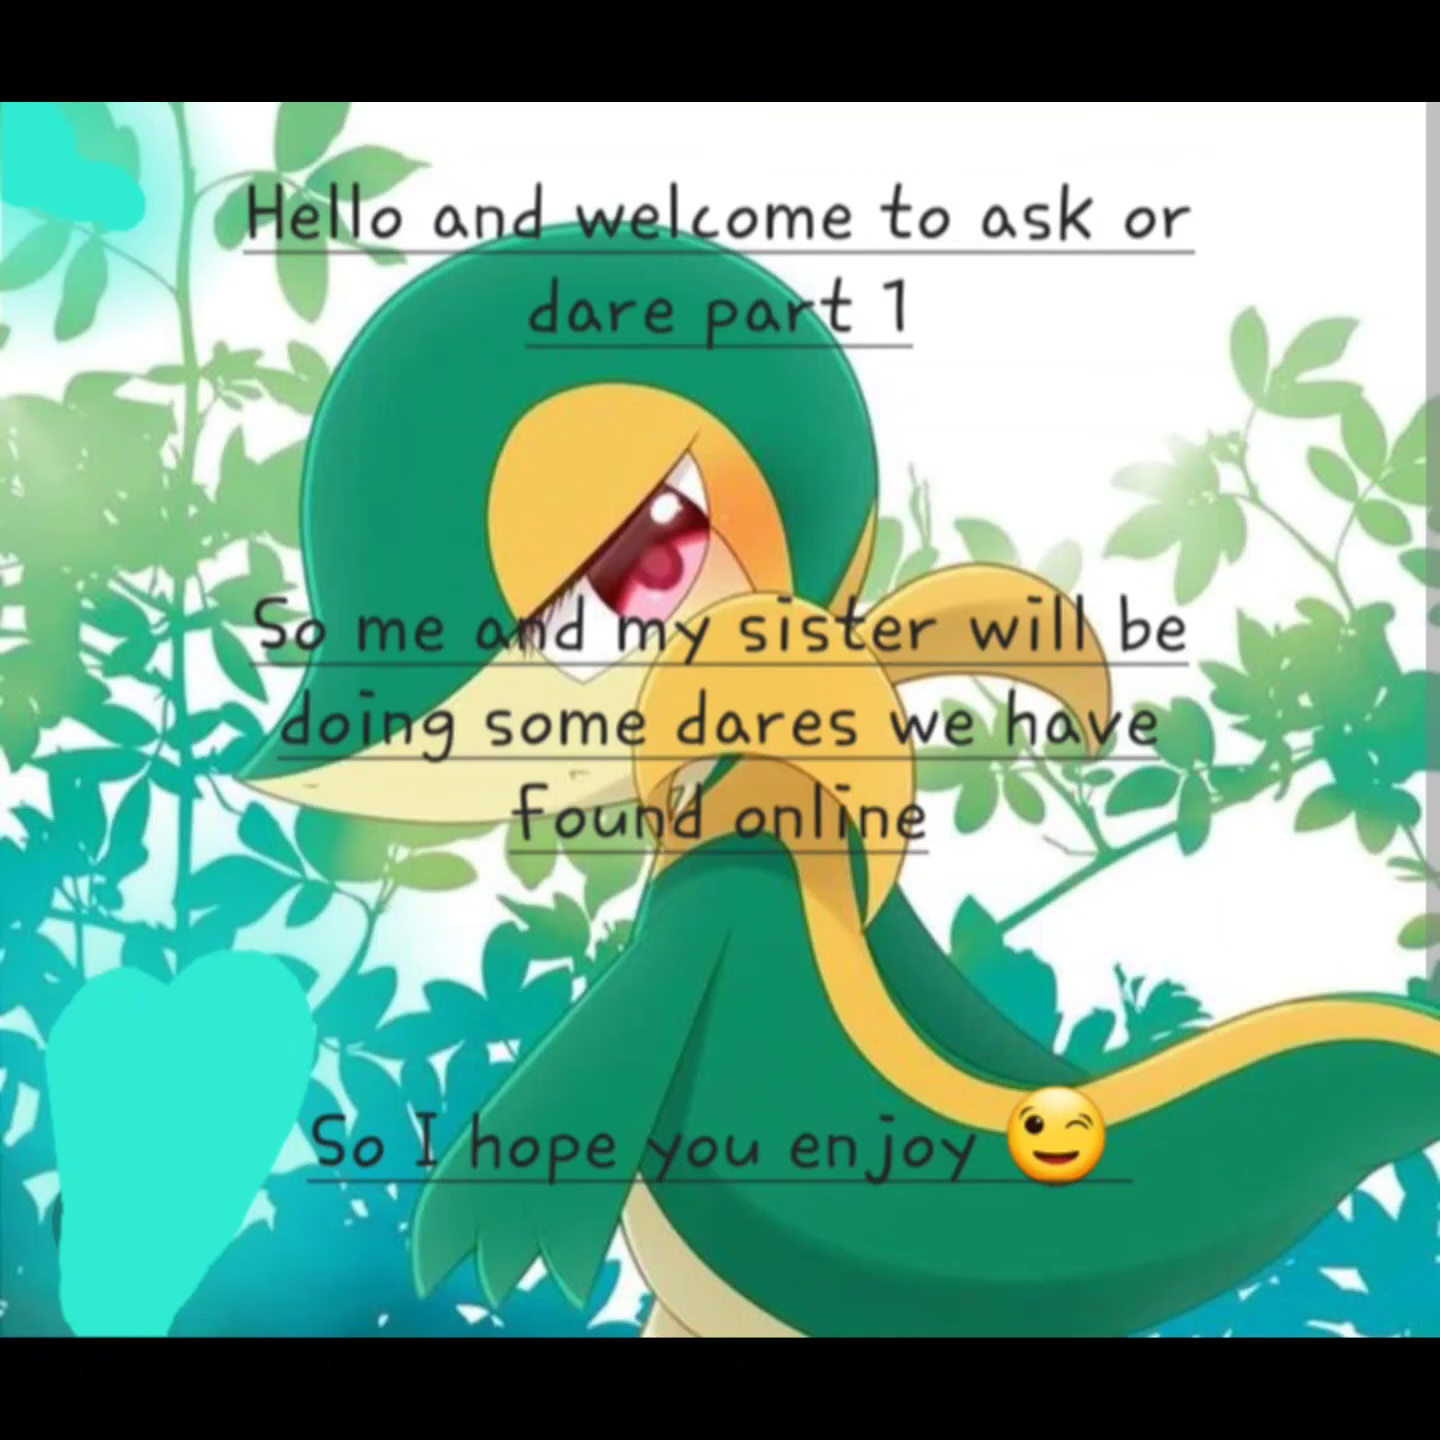 Hello and welcome to ask or
dare part 1
So me and my sister will be
doing some dares we have
found online
So I hope you enjoy 😉